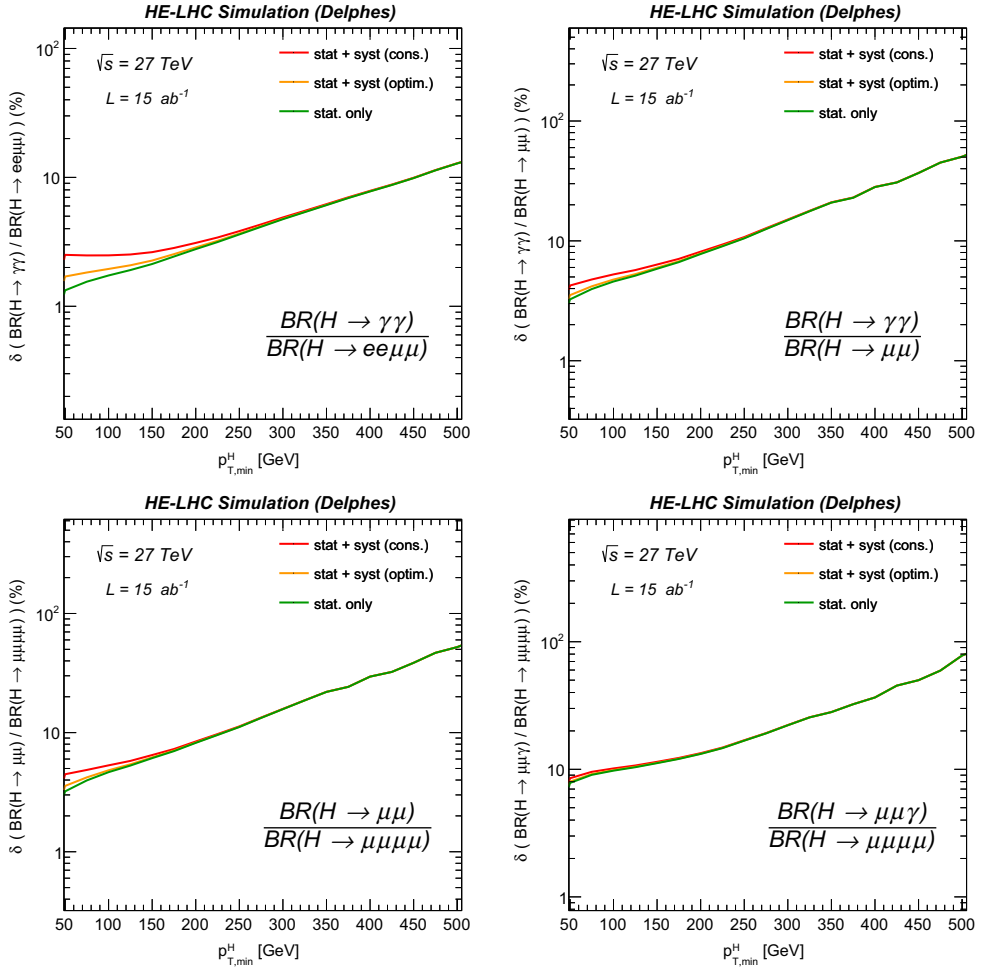 HE-LHC Simulation (Delphes)
δ ( BR(H → γγ) / BR(H → eeμμ) ) (%)
10²
10
1
√s = 27 TeV
L = 15 ab⁻¹
stat + syst (cons.)
stat + syst (optim.)
stat. only
BR(H → γγ)
BR(H → eeμμ)
50 100 150 200 250 300 350 400 450 500
p^H_T,min [GeV]
HE-LHC Simulation (Delphes)
δ ( BR(H → γγ) / BR(H → μμ) ) (%)
10²
10
1
√s = 27 TeV
L = 15 ab⁻¹
stat + syst (cons.)
stat + syst (optim.)
stat. only
BR(H → γγ)
BR(H → μμ)
50 100 150 200 250 300 350 400 450 500
p^H_T,min [GeV]
HE-LHC Simulation (Delphes)
δ ( BR(H → μμ) / BR(H → μμμμ) ) (%)
10²
10
1
√s = 27 TeV
L = 15 ab⁻¹
stat + syst (cons.)
stat + syst (optim.)
stat. only
BR(H → μμ)
BR(H → μμμμ)
50 100 150 200 250 300 350 400 450 500
p^H_T,min [GeV]
HE-LHC Simulation (Delphes)
δ ( BR(H → μμγ) / BR(H → μμμμ) ) (%)
10²
10
1
√s = 27 TeV
L = 15 ab⁻¹
stat + syst (cons.)
stat + syst (optim.)
stat. only
BR(H → μμγ)
BR(H → μμμμ)
50 100 150 200 250 300 350 400 450 500
p^H_T,min [GeV]